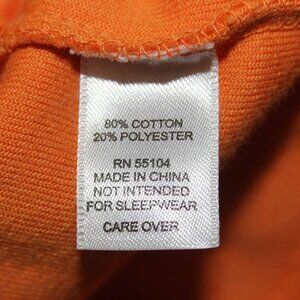 80% COTTON
20% POLYESTER
RN 55104
MADE IN CHINA
NOT INTENDED
FOR SLEEPWEAR
CARE OVER